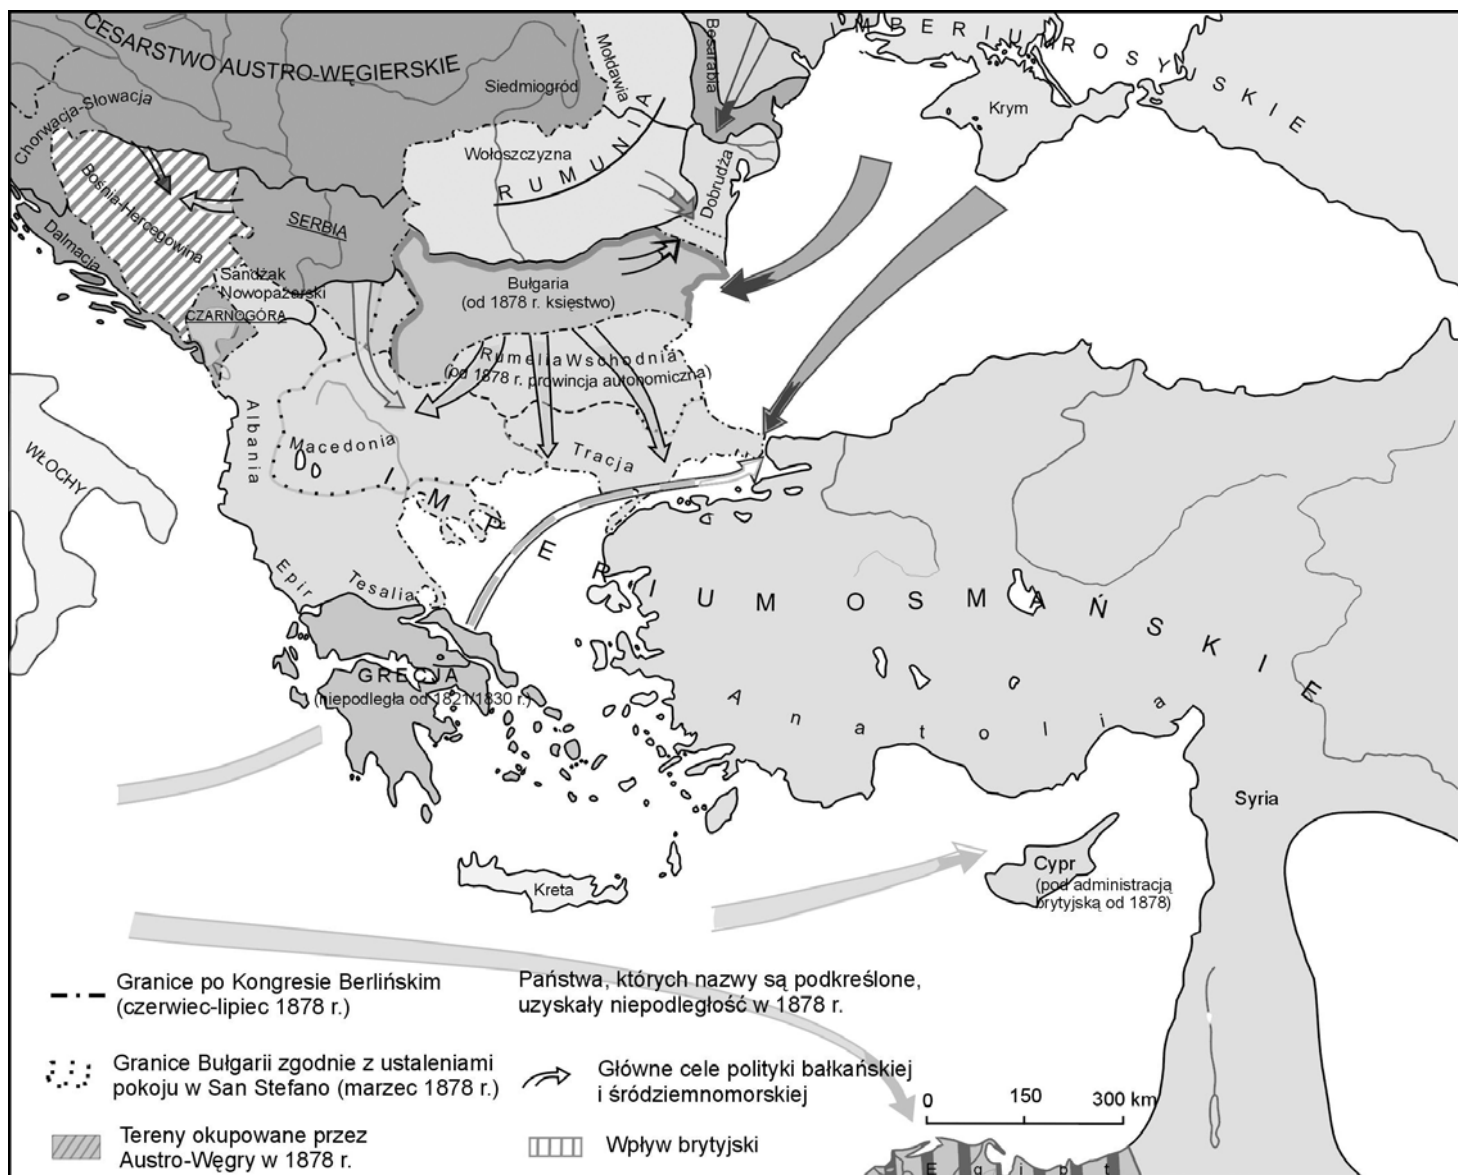 CESARSTWO AUSTRO-WĘGIERSKIE
Chorwacja-Słowacja
Siedmiogród
Mołdawia
Besarabia
IMPERIUM ROSYJSKIE
Krym
Bośnia-Hercegowina
Dalmacja
SERBIA
Wołoszczyzna
RUMUNIA
Dobrudża
Sandżak
Nowopazarski
CZARNOGÓRA
Bułgaria
(od 1878 r. księstwo)
Rumelia Wschodnia
(od 1878 r. prowincja autonomiczna)
WŁOCHY
Albania
Macedonia
Tracja
IMPERIUM OSMAŃSKIE
Epir
Tesalia
GRECJA
(niepodległa od 1821/1830 r.)
Anatolia
Syria
Kreta
Cypr
(pod administracją
brytyjską od 1878)
Granice po Kongresie Berlińskim
(czerwiec-lipiec 1878 r.)
Granice Bułgarii zgodnie z ustaleniami
pokoju w San Stefano (marzec 1878 r.)
Tereny okupowane przez
Austro-Węgry w 1878 r.
Państwa, których nazwy są podkreślone,
uzyskały niepodległość w 1878 r.
Główne cele polityki bałkańskiej
i śródziemnomorskiej
Wpływ brytyjski
0 150 300 km
Egipt